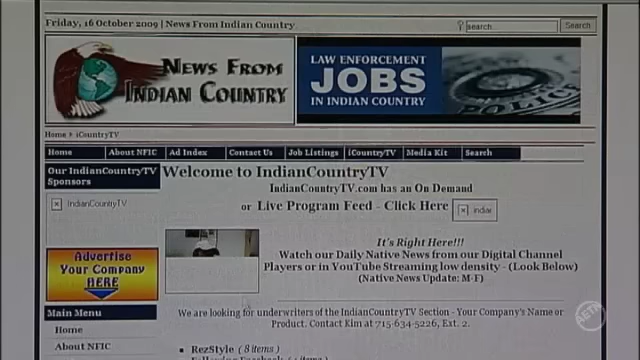 Friday, 16 October 2009 | News From Indian Country
search...
Search
News From
Indian Country
LAW ENFORCEMENT
JOBS
IN INDIAN COUNTRY
POLICE
Home
iCountryTV
Home
About NFIC
Ad Index
Contact Us
Job Listings
iCountryTV
Media Kit
Search
Our IndianCountryTV
Sponsors
IndianCountryTV
Welcome to IndianCountryTV
IndianCountryTV.com has an On Demand
or Live Program Feed - Click Here
It's Right Here!!!
Watch our Daily Native News from our Digital Channel
Players or in YouTube Streaming low density - (Look Below)
(Native News Update: M-F)
Advertise
Your Company
HERE
We are looking for underwriters of the IndianCountryTV Section - Your Company's Name or
Product. Contact Kim at 715-634-5226, Ext. 2.
Main Menu
Home
About NFIC
RezStyle ( 8 items )
AETN